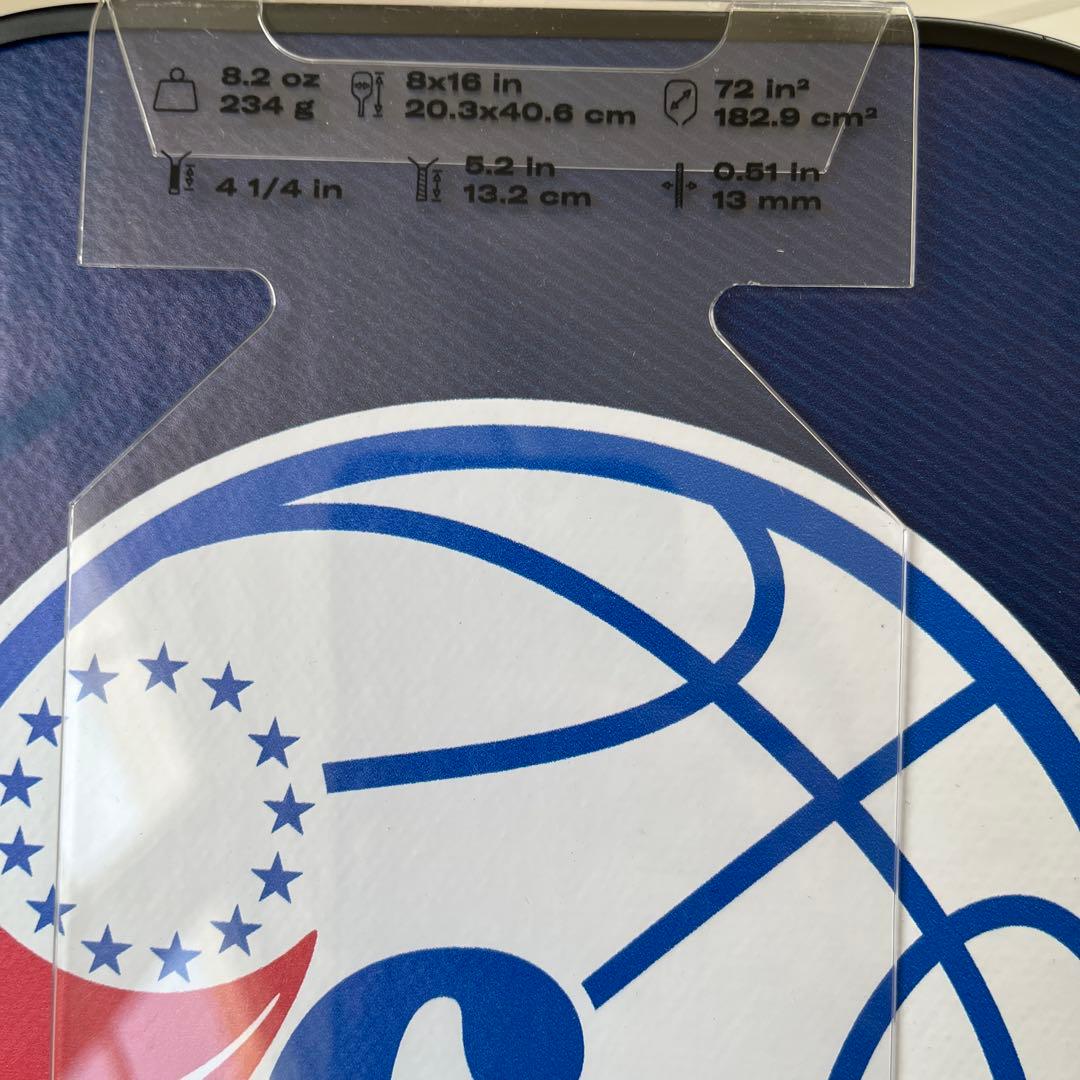 8.2 oz
234 g
8x16 in
20.3x40.6 cm
72 in²
182.9 cm²
4 1/4 in
5.2 in
13.2 cm
0.51 in
13 mm